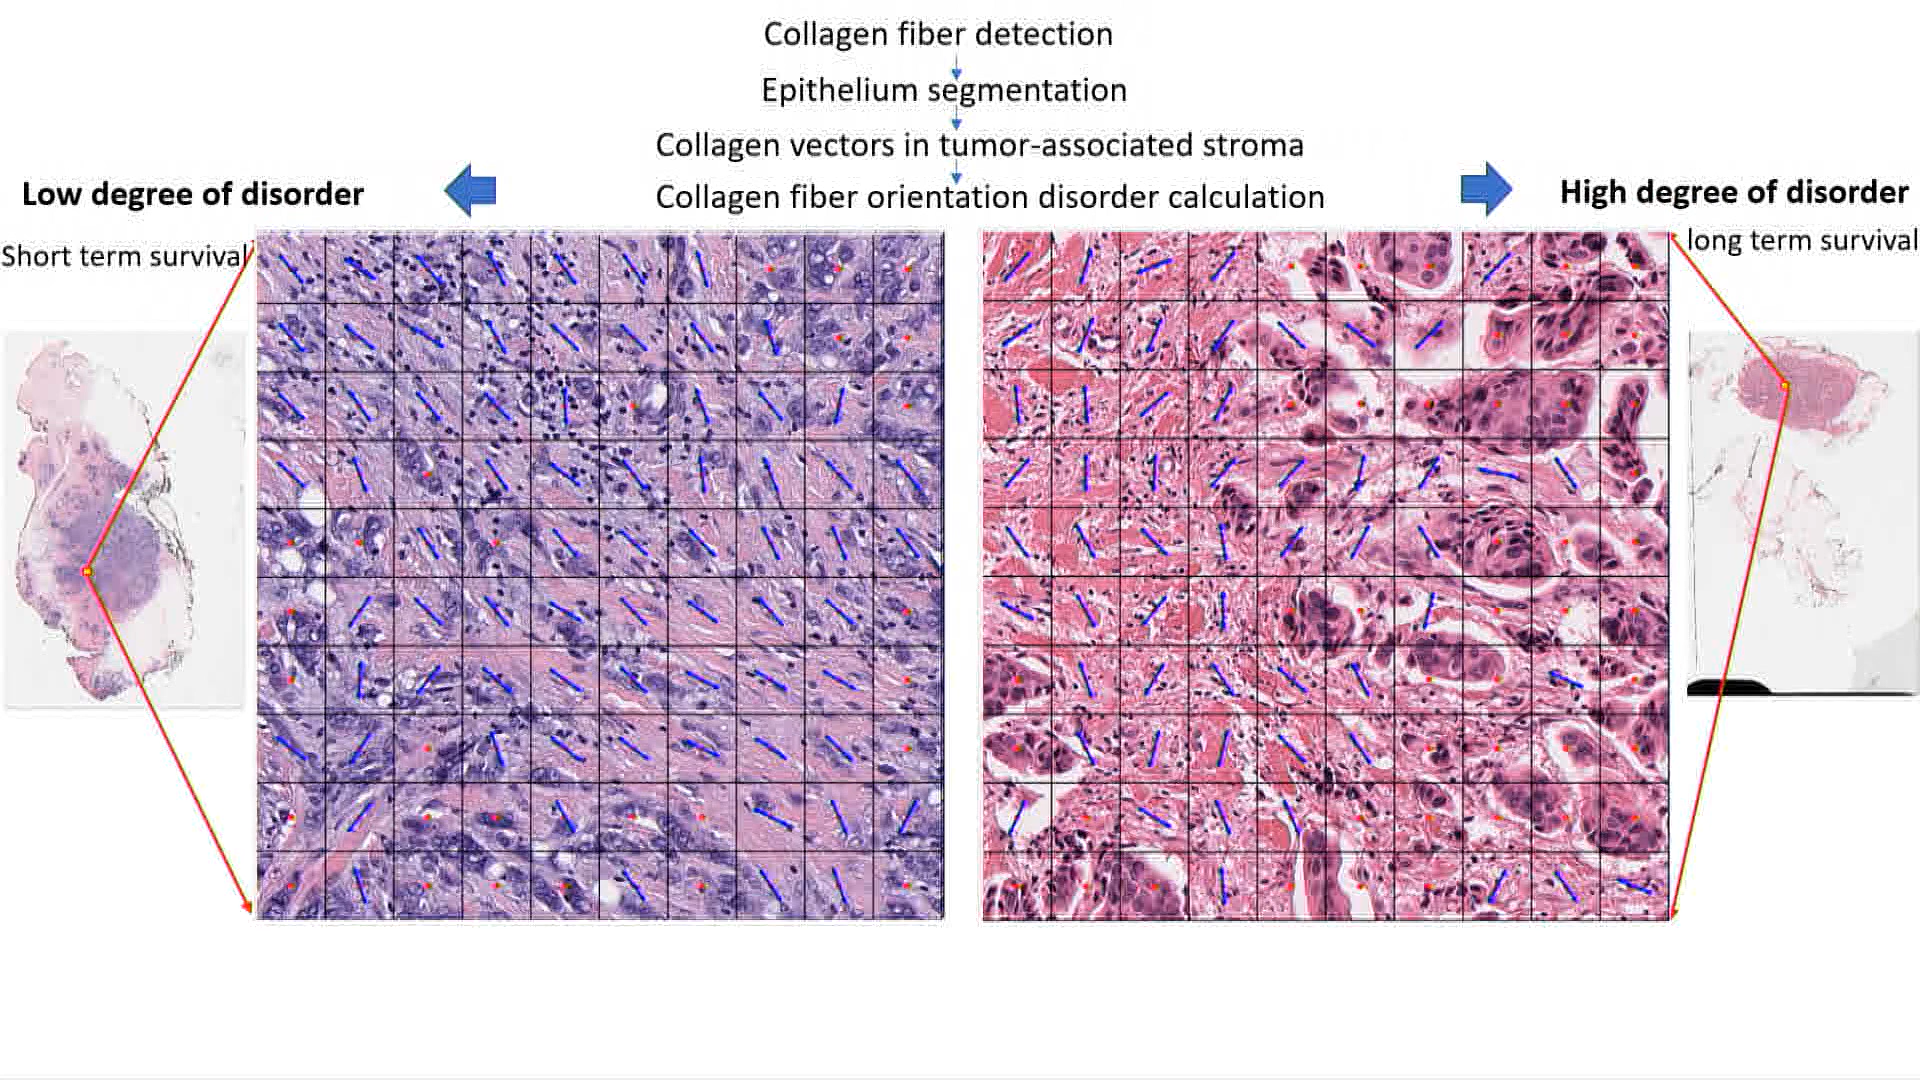 Collagen fiber detection
Epithelium segmentation
Collagen vectors in tumor-associated stroma
Collagen fiber orientation disorder calculation
Low degree of disorder
High degree of disorder
Short term survival
long term survival